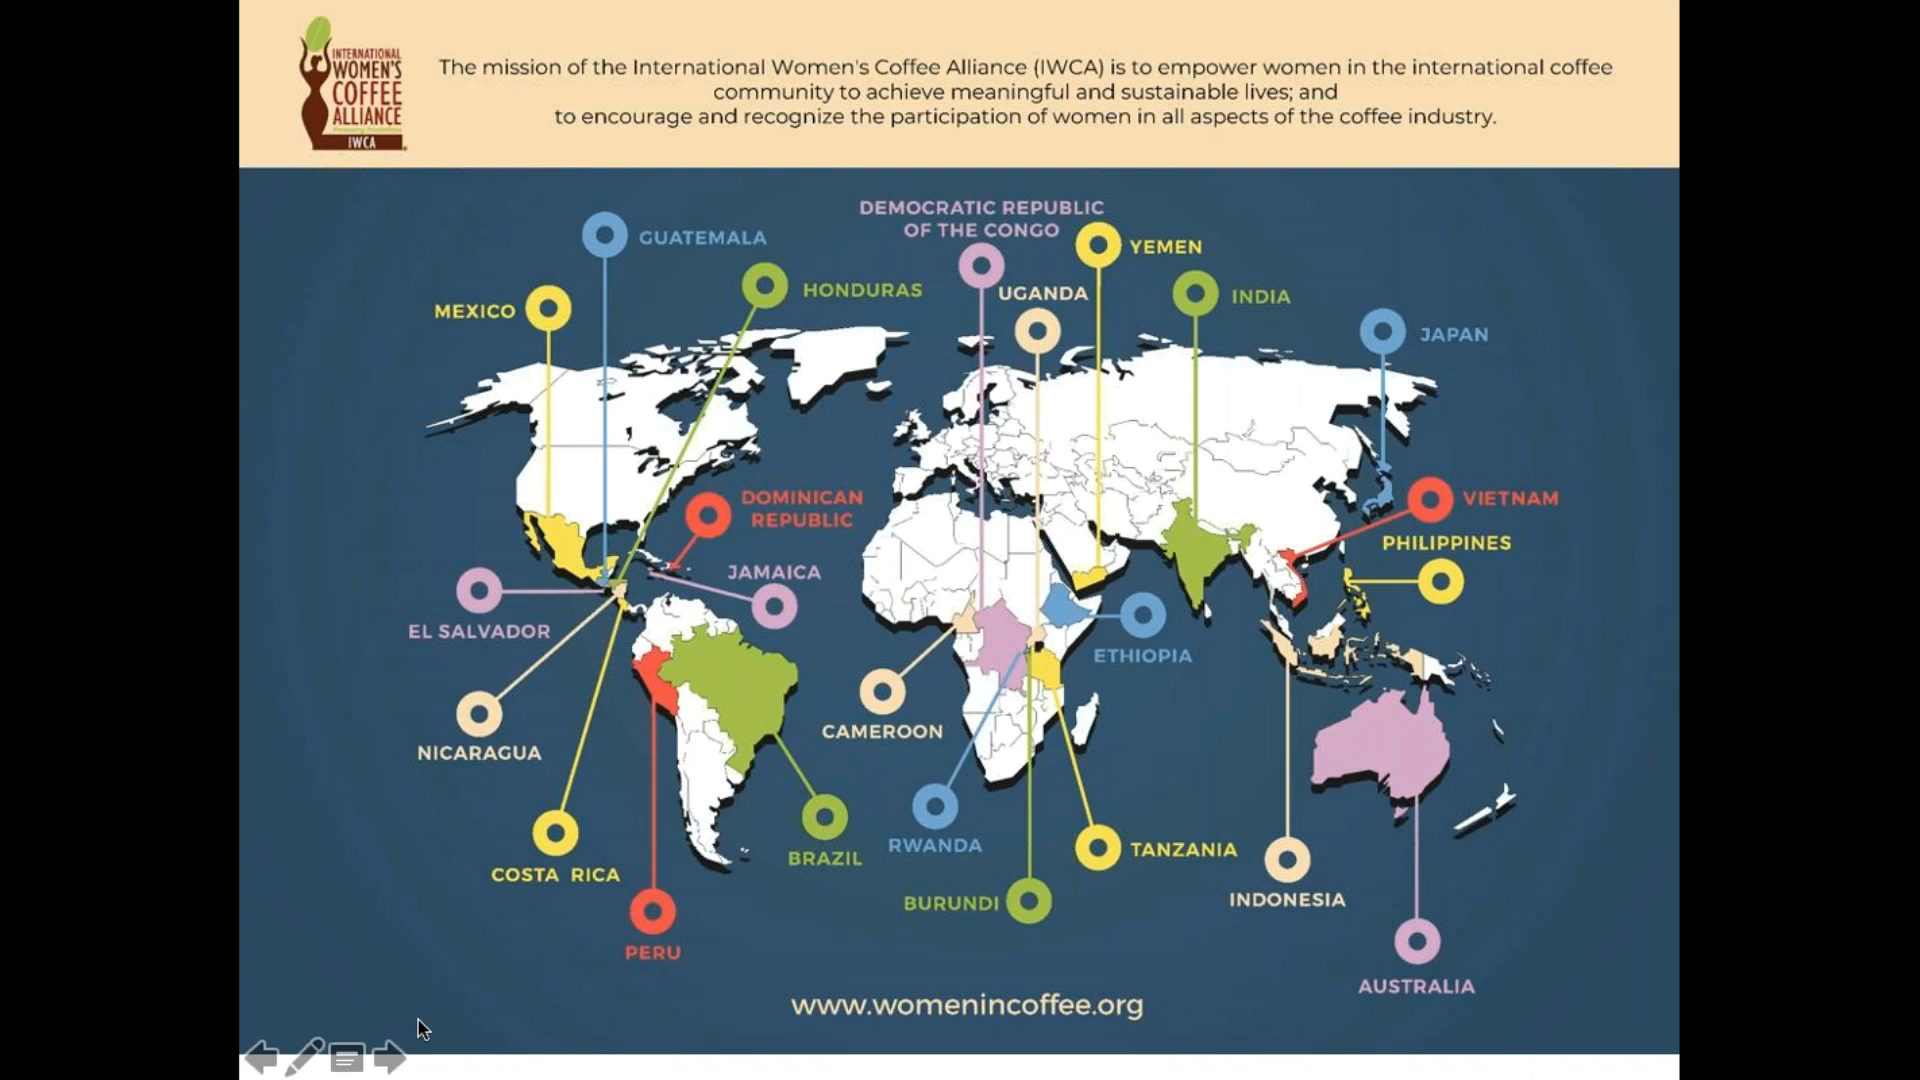 INTERNATIONAL
WOMEN'S
COFFEE
ALLIANCE
IWCA
The mission of the International Women's Coffee Alliance (IWCA) is to empower women in the international coffee
community to achieve meaningful and sustainable lives; and
to encourage and recognize the participation of women in all aspects of the coffee industry.
DEMOCRATIC REPUBLIC
OF THE CONGO
GUATEMALA
YEMEN
HONDURAS
UGANDA
INDIA
MEXICO
JAPAN
DOMINICAN
REPUBLIC
VIETNAM
PHILIPPINES
JAMAICA
EL SALVADOR
ETHIOPIA
CAMEROON
NICARAGUA
RWANDA
TANZANIA
BRAZIL
COSTA RICA
INDONESIA
BURUNDI
PERU
AUSTRALIA
www.womenincoffee.org